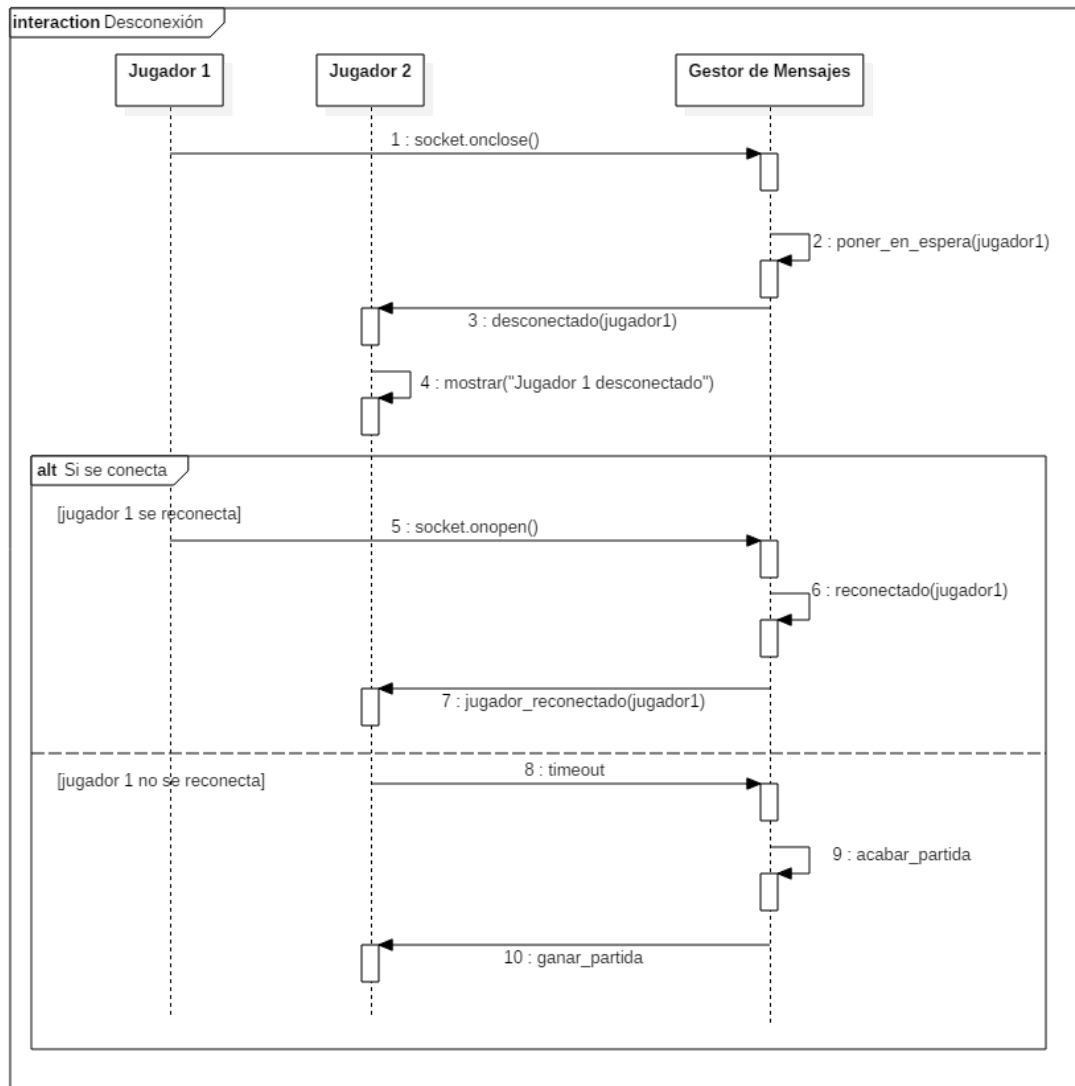 interaction Desconexión
Jugador 1
Jugador 2
Gestor de Mensajes
1 : socket.onclose()
2 : poner_en_espera(jugador1)
3 : desconectado(jugador1)
4 : mostrar("Jugador 1 desconectado")
alt Si se conecta
[jugador 1 se reconecta]
5 : socket.onopen()
6 : reconectado(jugador1)
7 : jugador_reconectado(jugador1)
[jugador 1 no se reconecta]
8 : timeout
9 : acabar_partida
10 : ganar_partida